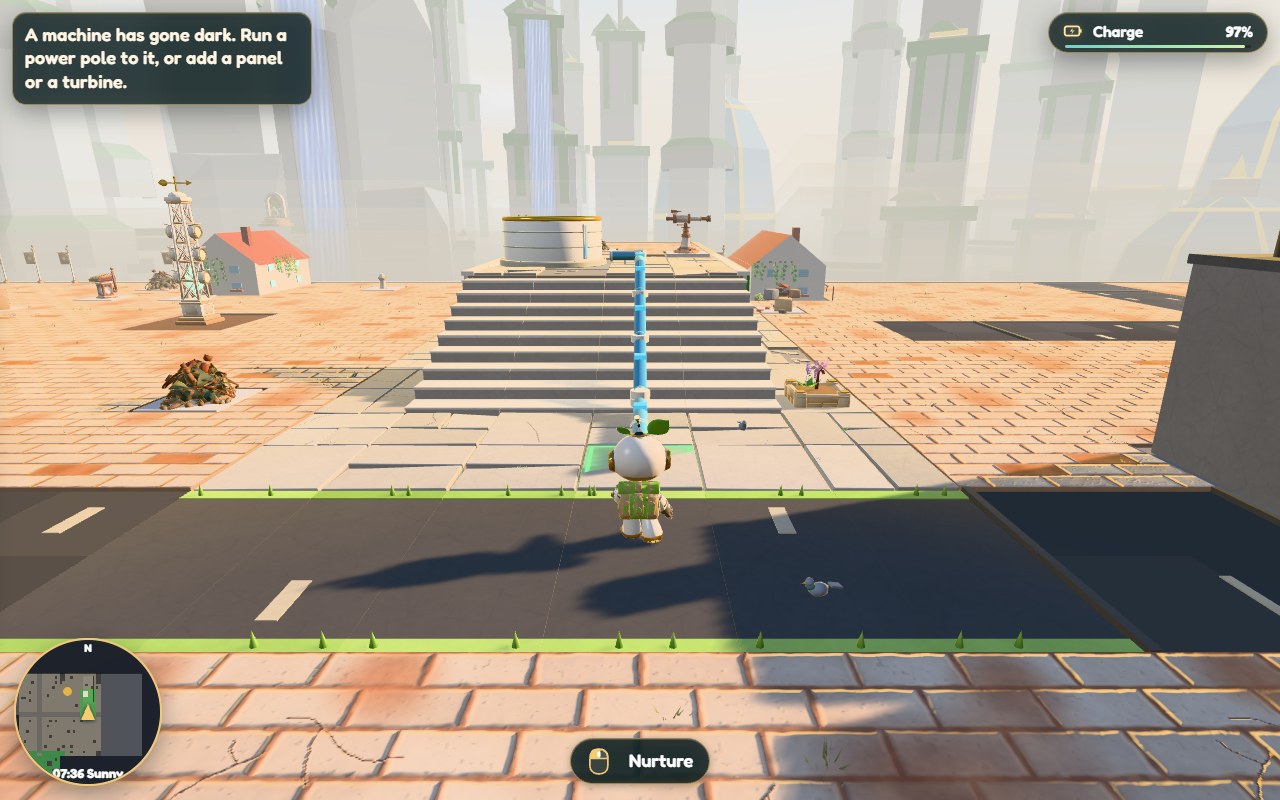 A machine has gone dark. Run a
power pole to it, or add a panel
or a turbine.
Charge 97%
N
07:36 Sunny
Nurture